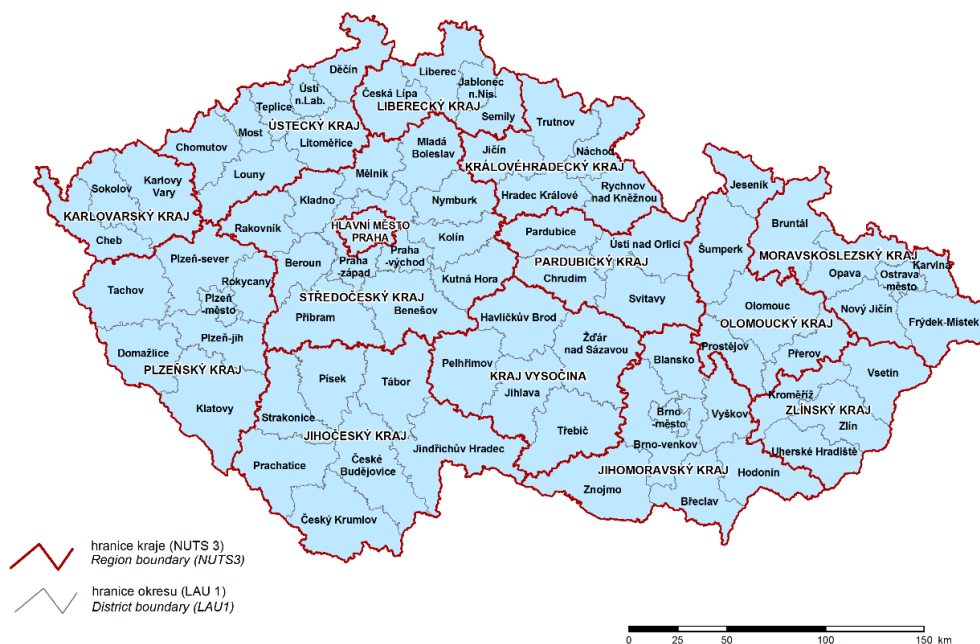 Děčín
Liberec
Ústí
n.Lab.
Česká Lípa
Jablonec
n.Nis.
Teplice
LIBERECKÝ KRAJ
Semily
Trutnov
ÚSTECKÝ KRAJ
Most
Litoměřice
Mladá
Boleslav
Jičín
Náchod
Chomutov
KRÁLOVÉHRADECKÝ KRAJ
Louny
Mělník
Karlovy
Vary
Sokolov
Jeseník
Kladno
Nymburk
Hradec Králové
Rychnov
nad Kněžnou
KARLOVARSKÝ KRAJ
Rakovník
HLAVNÍ MĚSTO
PRAHA
Pardubice
Bruntál
Cheb
Kolín
Ústí nad Orlicí
Šumperk
Plzeň-sever
Beroun
Praha
-západ
Praha
-východ
PARDUBICKÝ KRAJ
MORAVSKOSLEZSKÝ KRAJ
Karviná
Opava
Ostrava-
město
Tachov
Rokycany
Kutná Hora
Chrudim
Plzeň
-město
STŘEDOČESKÝ KRAJ
Svitavy
Olomouc
Nový Jičín
Příbram
Benešov
Havlíčkův Brod
OLOMOUCKÝ KRAJ
Frýdek-Místek
Plzeň-jih
Žďár
nad Sázavou
Prostějov
Přerov
Domažlice
Pelhřimov
Blansko
Vsetín
PLZEŇSKÝ KRAJ
KRAJ VYSOČINA
Písek
Tábor
Jihlava
Kroměříž
Klatovy
Brno
-město
Vyškov
ZLÍNSKÝ KRAJ
Strakonice
Zlín
JIHOČESKÝ KRAJ
Třebíč
Jindřichův Hradec
Brno-venkov
Uherské Hradiště
Prachatice
České
Budějovice
JIHOMORAVSKÝ KRAJ
Hodonín
Znojmo
Břeclav
Český Krumlov
hranice kraje (NUTS 3)
Region boundary (NUTS3)
hranice okresu (LAU 1)
District boundary (LAU1)
0 25 50 100 150 km